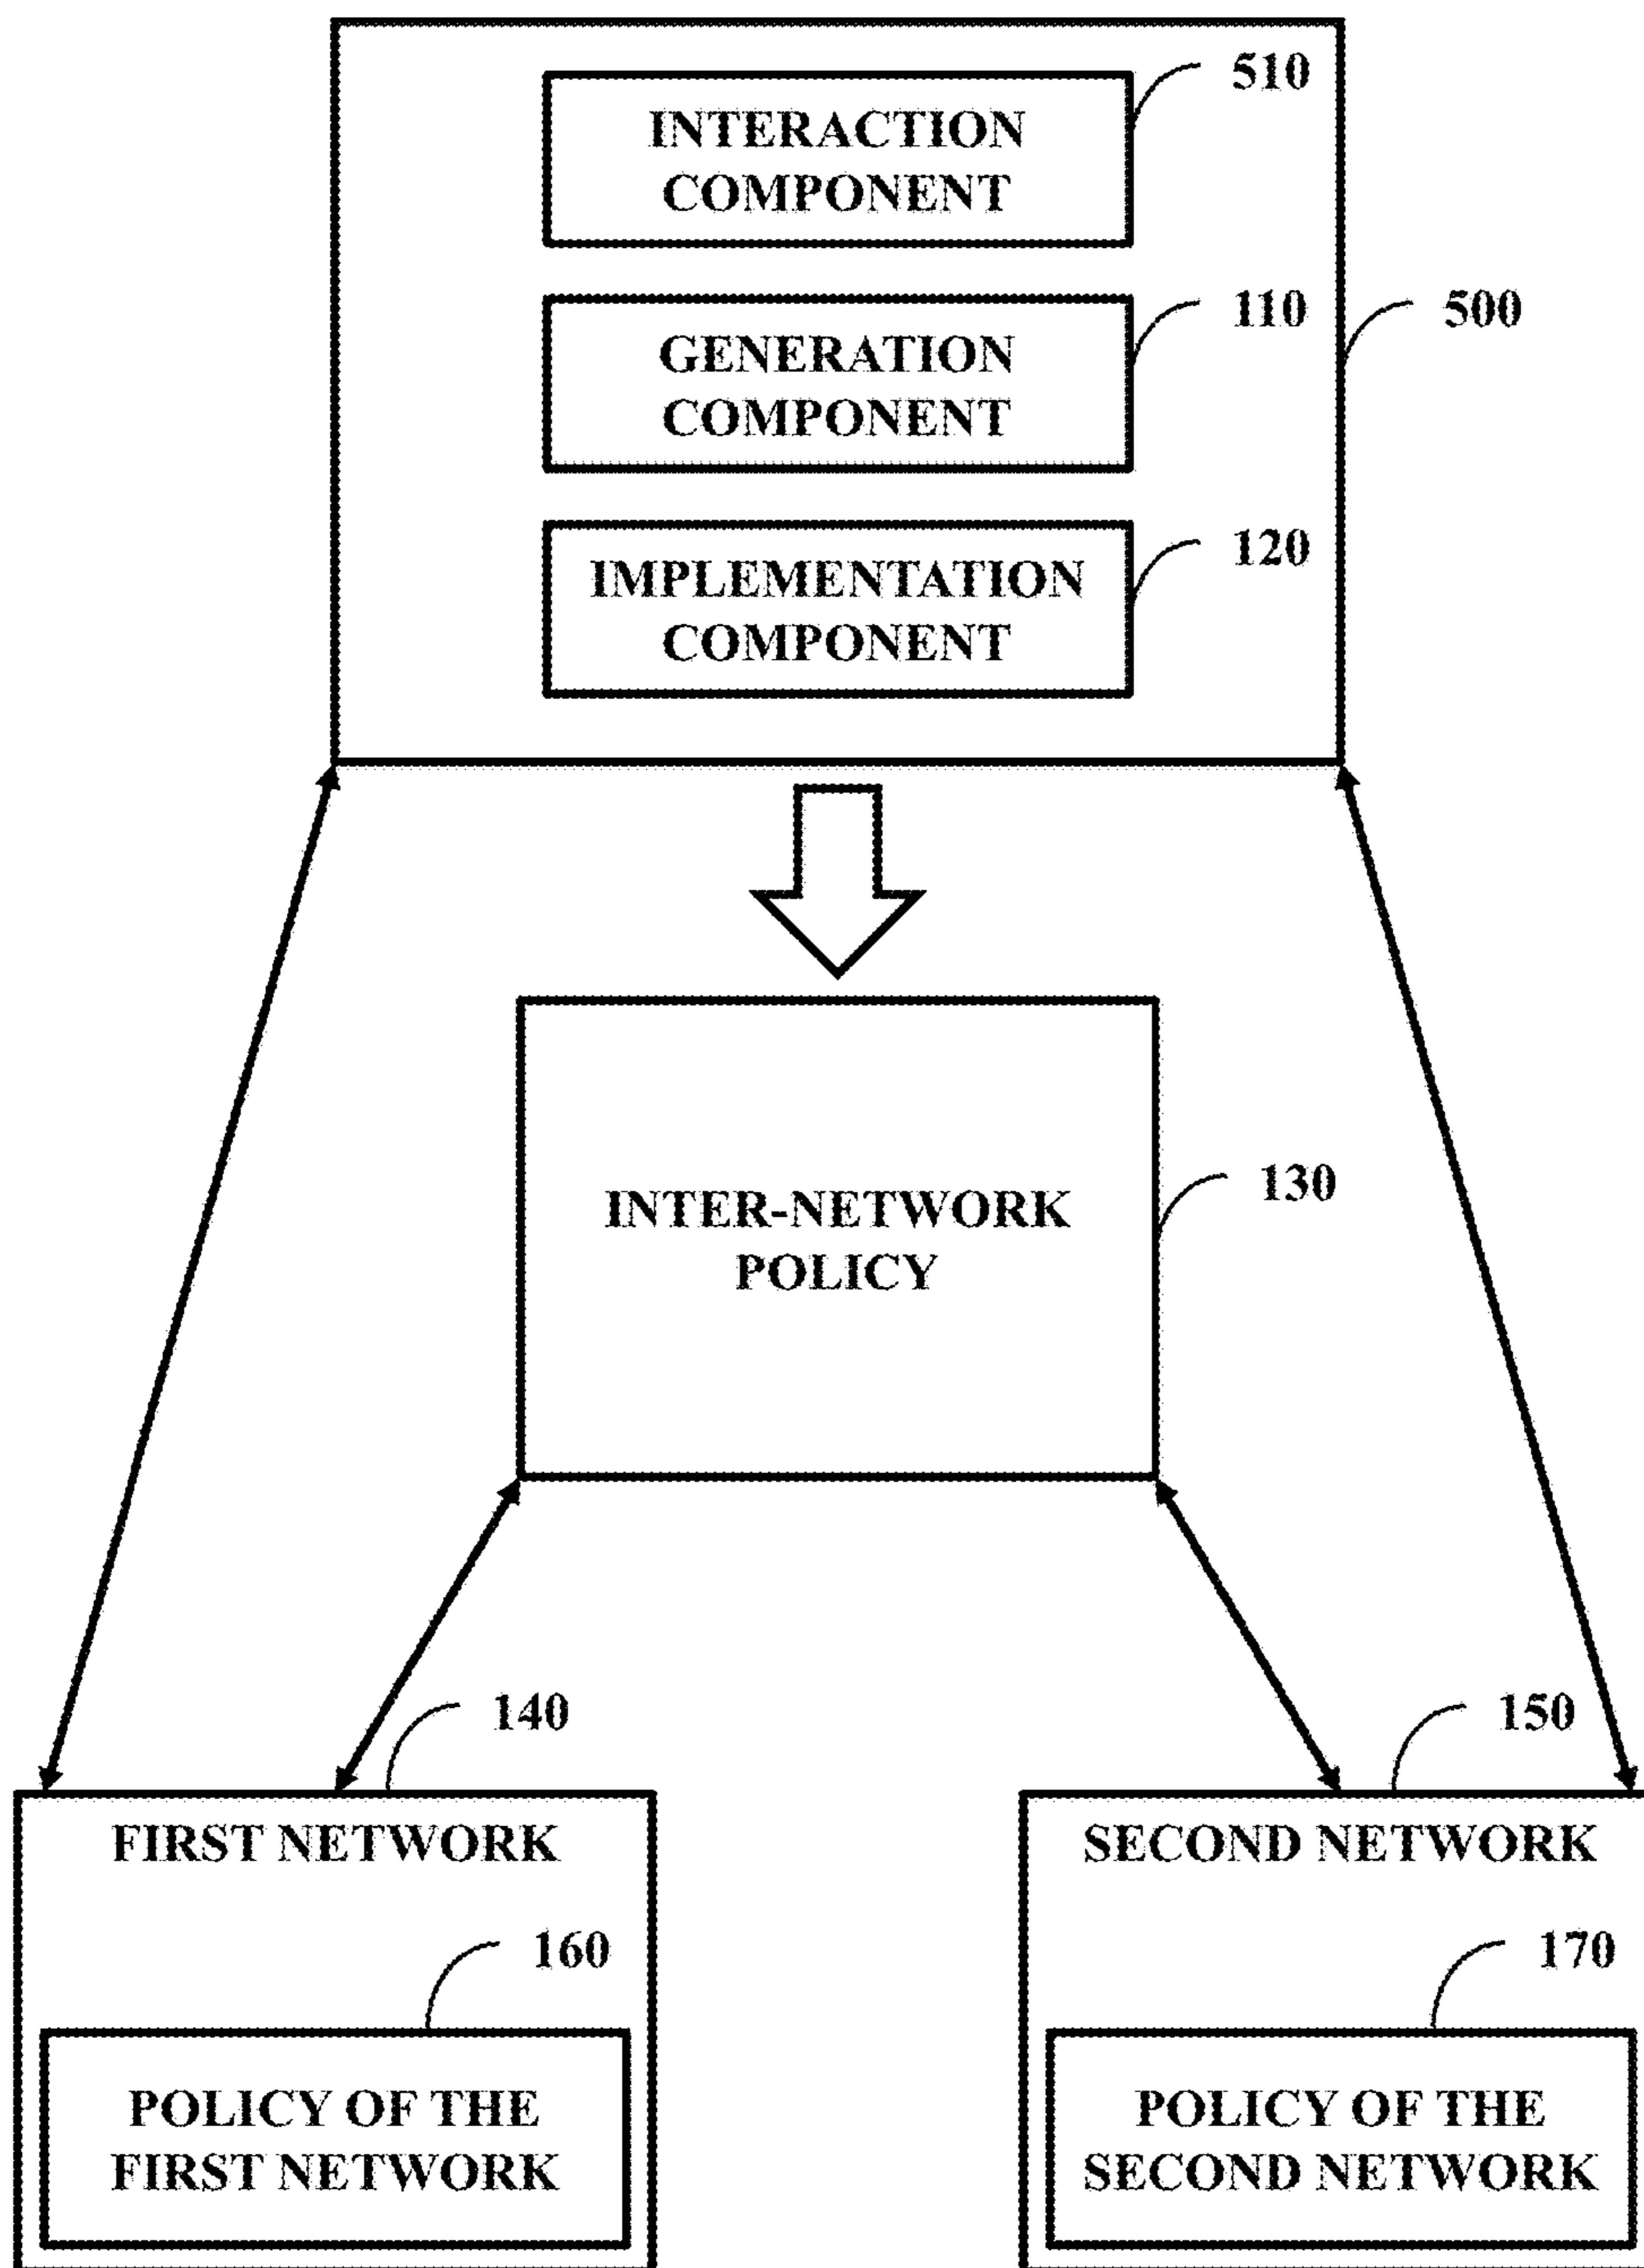 510
INTERACTION
COMPONENT
110
500
GENERATION
COMPONENT
120
IMPLEMENTATION
COMPONENT
130
INTER-NETWORK
POLICY
140
150
FIRST NETWORK
SECOND NETWORK
160
170
POLICY OF THE
FIRST NETWORK
POLICY OF THE
SECOND NETWORK